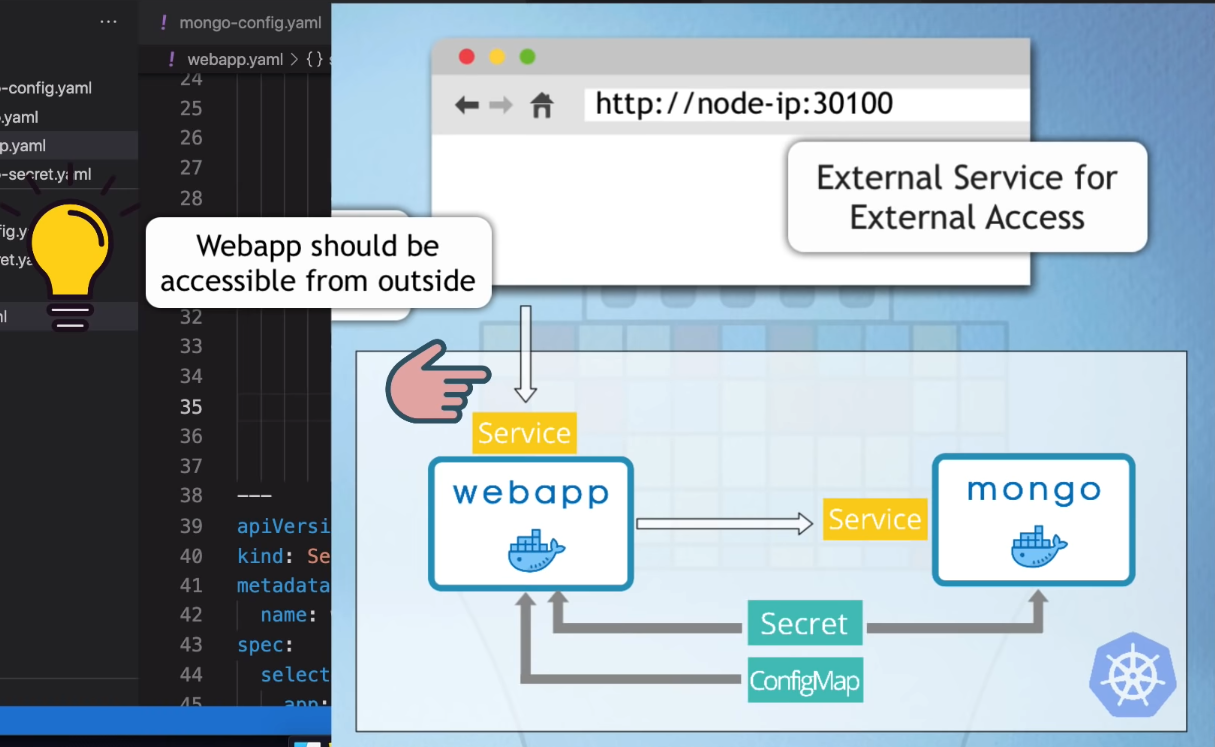 ...
! mongo-config.yaml
! webapp.yaml > {}
-config.yaml
.yaml
p.yaml
-secret.yaml
fig.y
ret.ya
24
25
26
27
28
32
33
34
35
36
37
38 ---
39 apiVersi
40 kind: Se
41 metadata
42 name:
43 spec:
44 select
45 app:
http://node-ip:30100
External Service for
External Access
Webapp should be
accessible from outside
Service
webapp
Service
mongo
Secret
ConfigMap